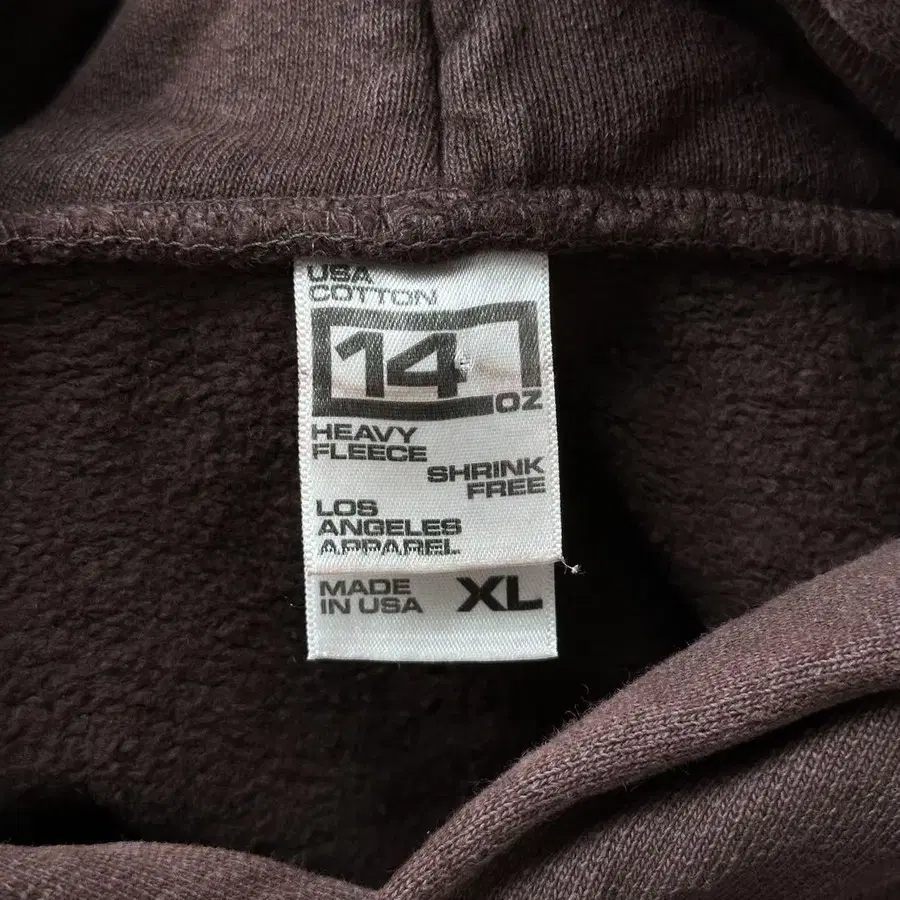 USA
COTTON
14
OZ
HEAVY
FLEECE
SHRINK
FREE
LOS
ANGELES
APPAREL
MADE
IN USA
XL